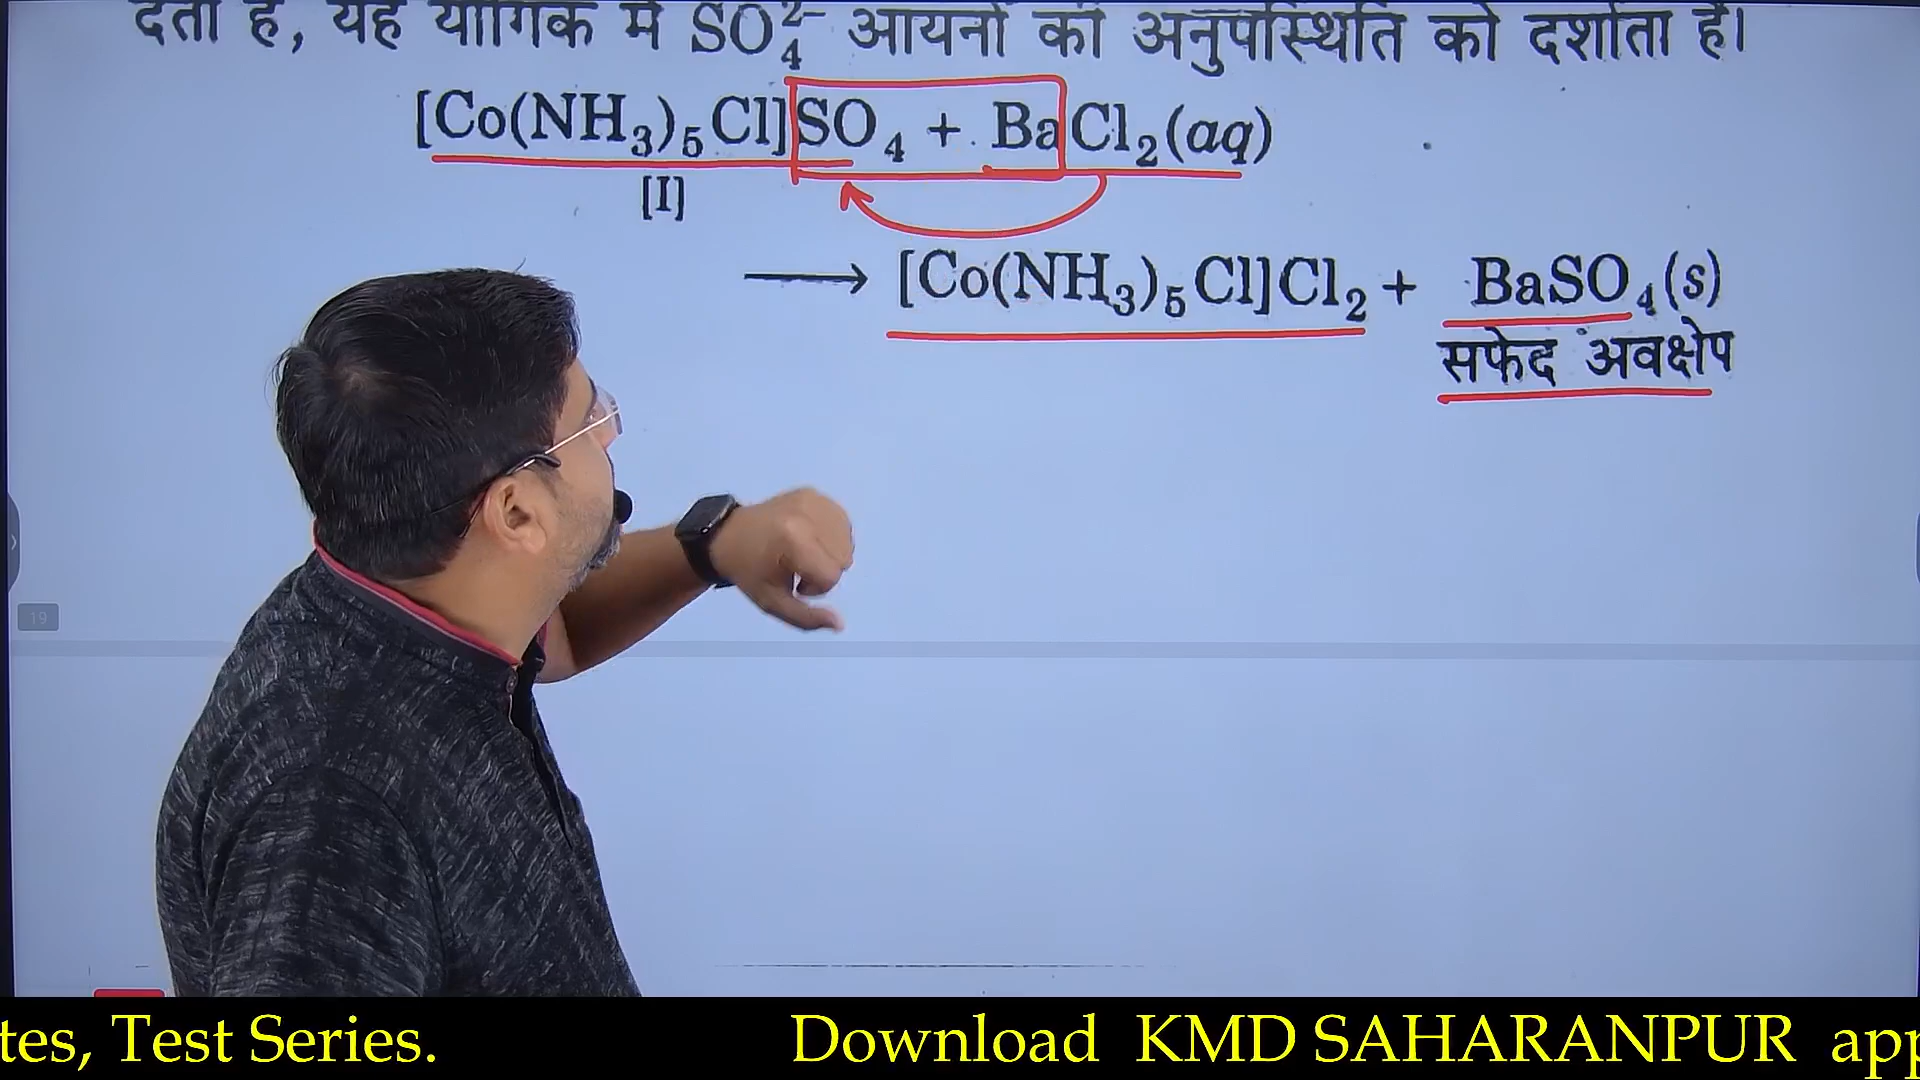 देता है, यह यौगिक में SO₄²⁻ आयनों की अनुपस्थिति को दर्शाता है।
[Co(NH₃)₅Cl]SO₄ + BaCl₂(aq)
[I]
⟶ [Co(NH₃)₅Cl]Cl₂ + BaSO₄(s)
सफेद अवक्षेप
19
tes, Test Series. Download KMD SAHARANPUR app